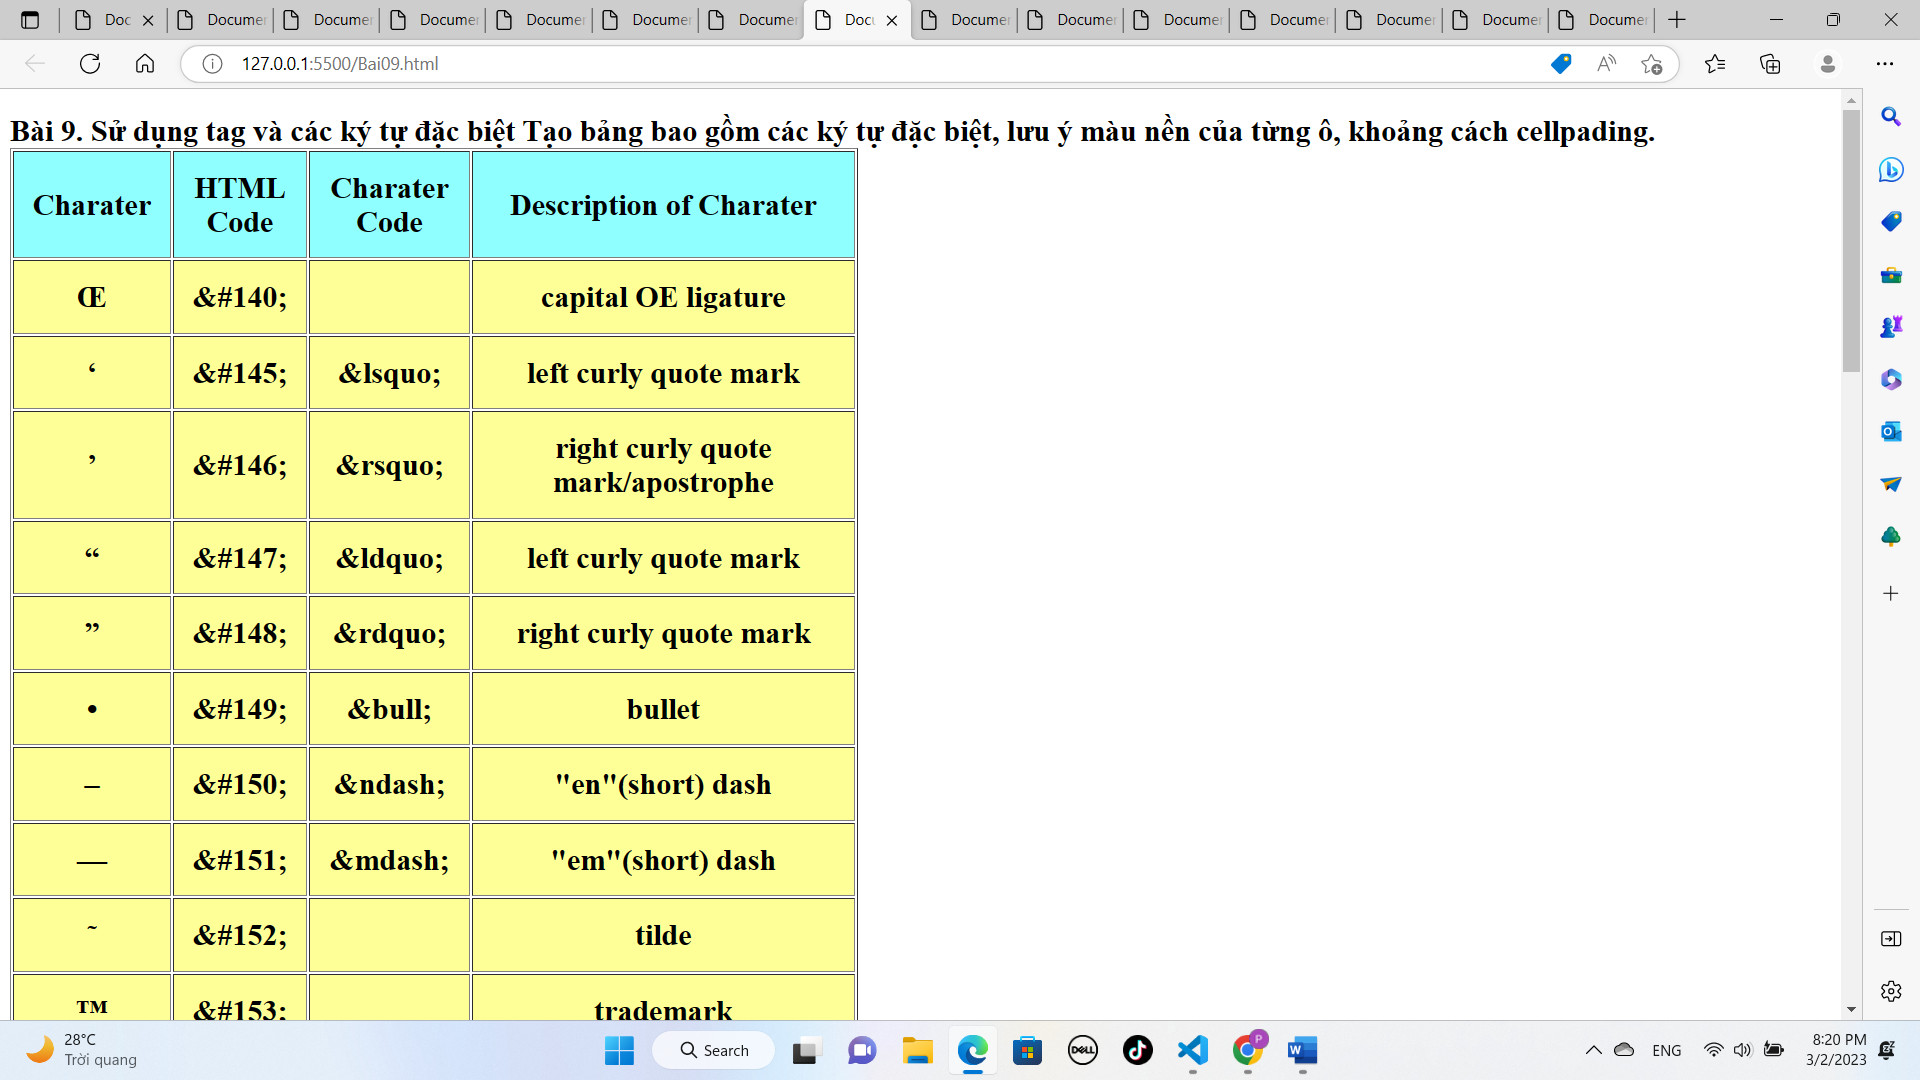 Doc
Documen
Documen
Documen
Documen
Documen
Documen
Docu
Documen
Documen
Documen
Documen
Documen
Documen
Documen
127.0.0.1:5500/Bai09.html
Bài 9. Sử dụng tag và các ký tự đặc biệt Tạo bảng bao gồm các ký tự đặc biệt, lưu ý màu nền của từng ô, khoảng cách cellpading.
Charater
HTML
Code
Charater
Code
Description of Charater
Œ &#140; capital OE ligature
‘ &#145; &lsquo; left curly quote mark
’ &#146; &rsquo; right curly quote
mark/apostrophe
“ &#147; &ldquo; left curly quote mark
” &#148; &rdquo; right curly quote mark
• &#149; &bull; bullet
– &#150; &ndash; "en"(short) dash
— &#151; &mdash; "em"(short) dash
˜ &#152; tilde
™ &#153; trademark
28°C
Trời quang
Search
DELL
P
ENG
8:20 PM
3/2/2023